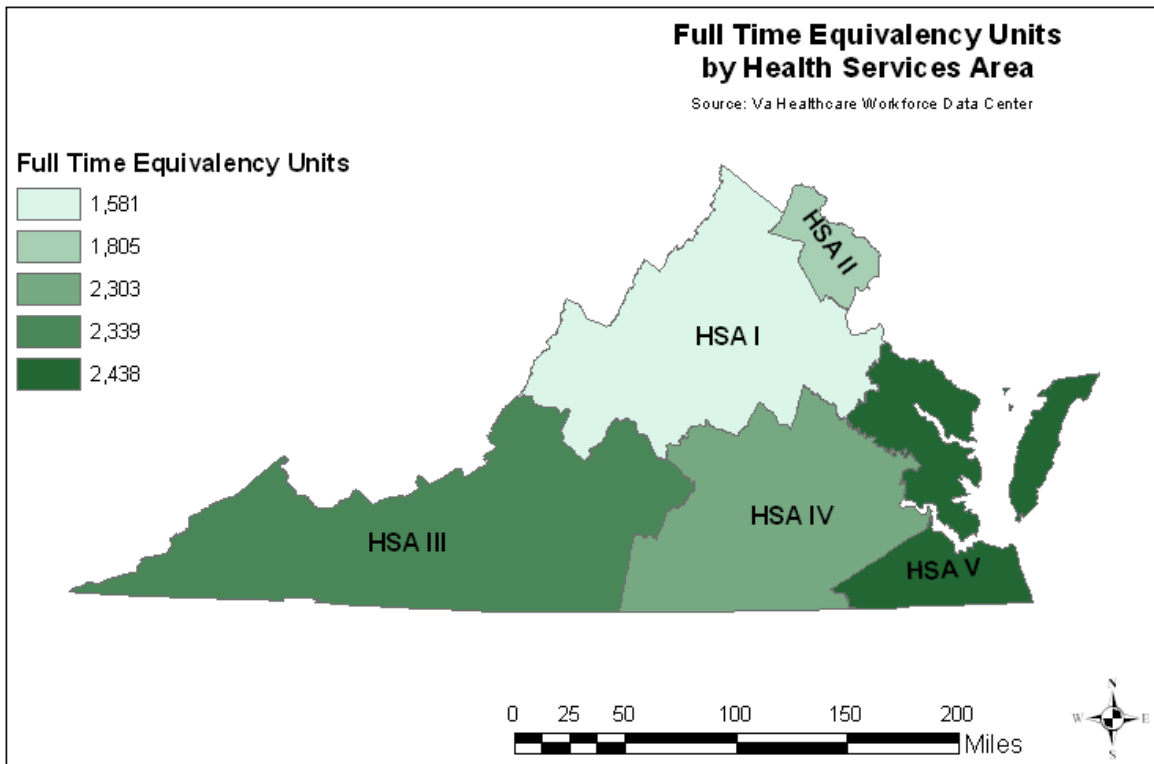 Full Time Equivalency Units
by Health Services Area
Source: Va Healthcare Workforce Data Center
Full Time Equivalency Units
1,581
1,805
2,303
2,339
2,438
HSA II
HSA I
HSA IV
HSA III
HSA V
0 25 50 100 150 200
Miles
N
W E
S